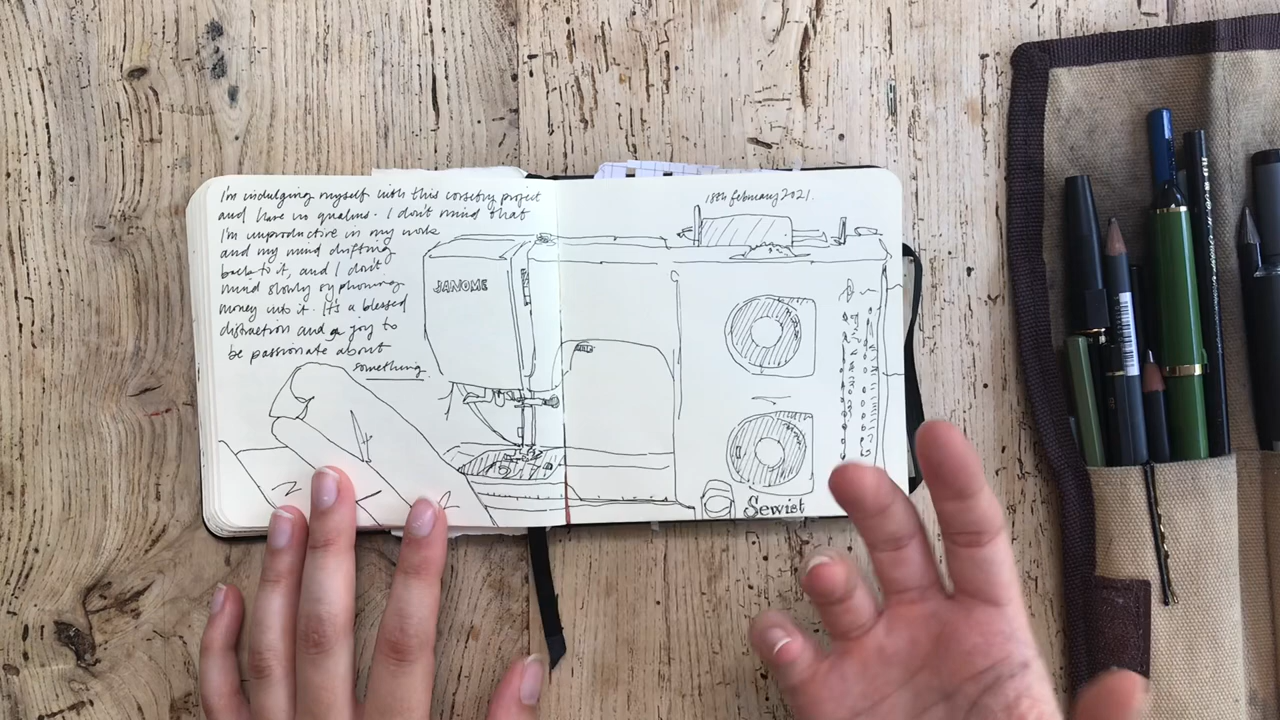 I'm indulging myself with this corsetry project
and have no qualms. I don't mind that
I'm unproductive in my work
and my mind drifting
back to it, and I don't
mind slowly syphoning
money into it. It's a blessed
distraction and a joy to
be passionate about
something.
JANOME
18th february 2021.
Sewist